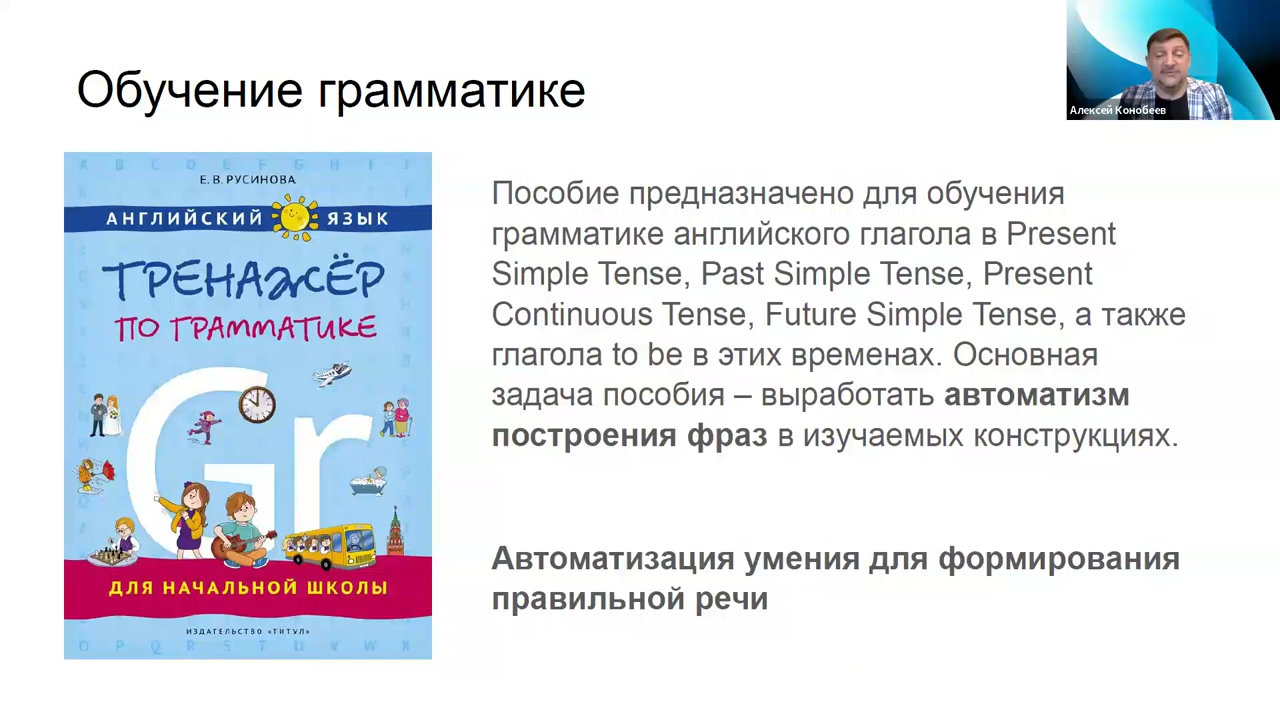 Обучение грамматике
Алексей Конобеев
Е. В. РУСИНОВА
АНГЛИЙСКИЙ ЯЗЫК
ТРЕНАЖЁР
ПО ГРАММАТИКЕ
Gr
ДЛЯ НАЧАЛЬНОЙ ШКОЛЫ
ИЗДАТЕЛЬСТВО «ТИТУЛ»
Пособие предназначено для обучения
грамматике английского глагола в Present
Simple Tense, Past Simple Tense, Present
Continuous Tense, Future Simple Tense, а также
глагола to be в этих временах. Основная
задача пособия – выработать автоматизм
построения фраз в изучаемых конструкциях.
Автоматизация умения для формирования
правильной речи